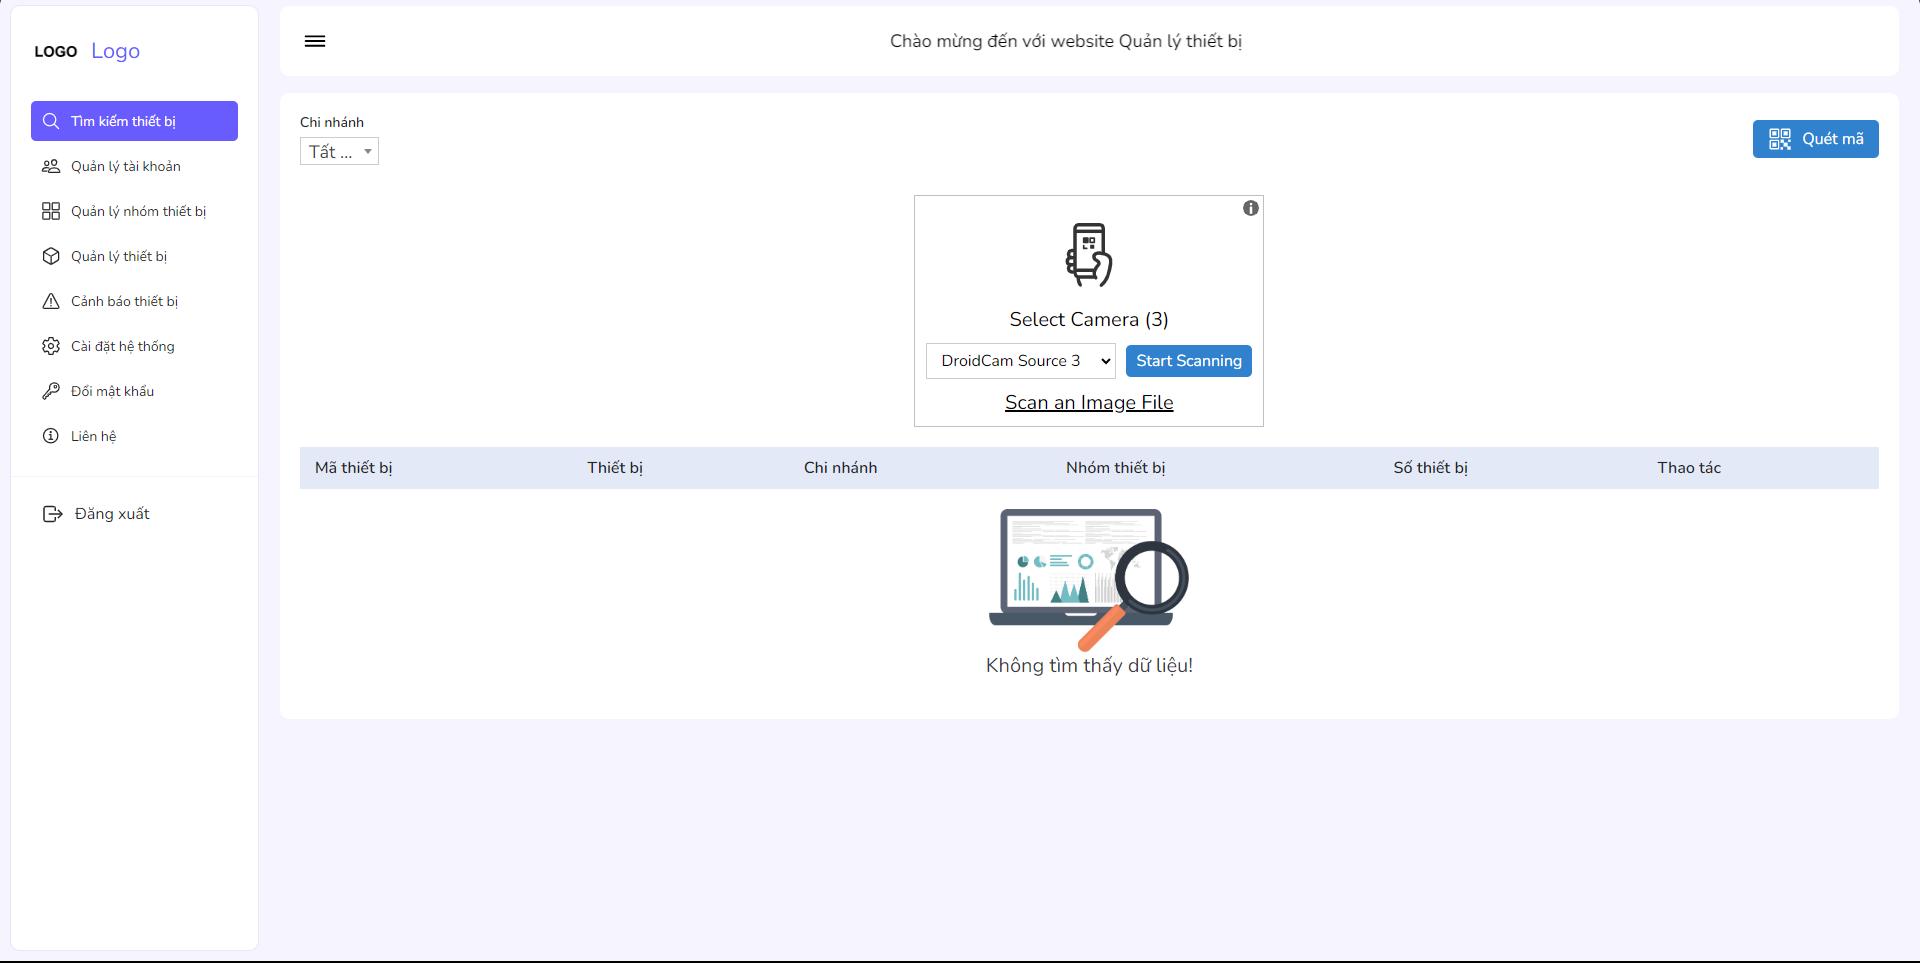 LOGO Logo
Tìm kiếm thiết bị
Quản lý tài khoản
Quản lý nhóm thiết bị
Quản lý thiết bị
Cảnh báo thiết bị
Cài đặt hệ thống
Đổi mật khẩu
Liên hệ
Đăng xuất
Chào mừng đến với website Quản lý thiết bị
Chi nhánh
Tất ...
Quét mã
Select Camera (3)
DroidCam Source 3 Start Scanning
Scan an Image File
Mã thiết bị Thiết bị Chi nhánh Nhóm thiết bị Số thiết bị Thao tác
Không tìm thấy dữ liệu!